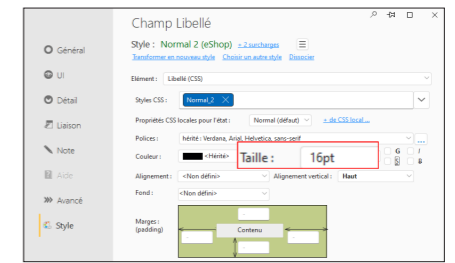 Champ Libellé
Style : Normal 2 (eShop) + 2 surcharges
Transformer en nouveau style Choisir un autre style Dissocier
Général
UI
Détail
Liaison
Note
Aide
Avancé
Style
Elément : Libellé (CSS)
Styles CSS : Normal_2 X
Propriétés CSS locales pour l'état : Normal (défaut) + de CSS local ...
Polices : hérité : Verdana, Arial, Helvetica, sans-serif ...
Couleur : <Hérité> Taille : 16pt G I
Alignement : <Non défini> Alignement vertical : Haut
Fond : <Non défini>
Marges :
(padding)
Contenu